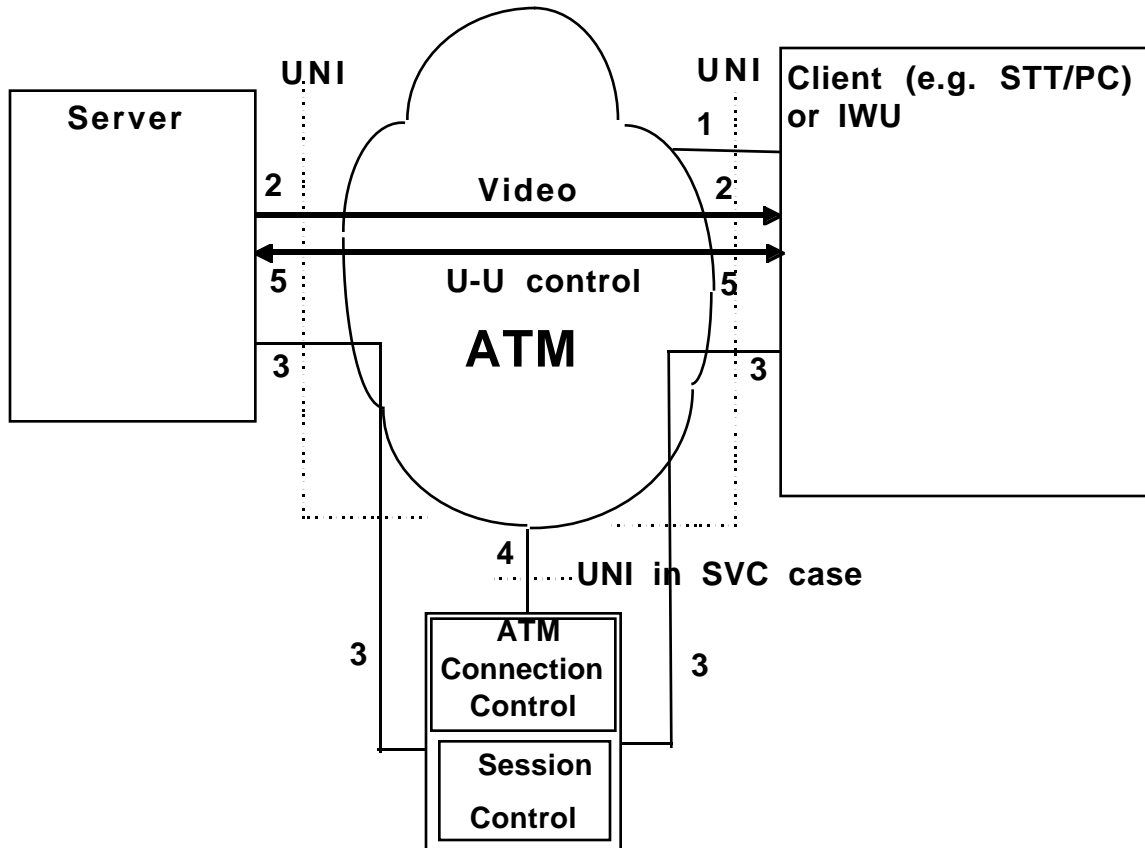 UNI
UNI
Server
Client (e.g. STT/PC)
or IWU
1
2
Video
2
5
U-U control
5
ATM
3
3
4
UNI in SVC case
3
ATM
Connection
Control
3
Session
Control